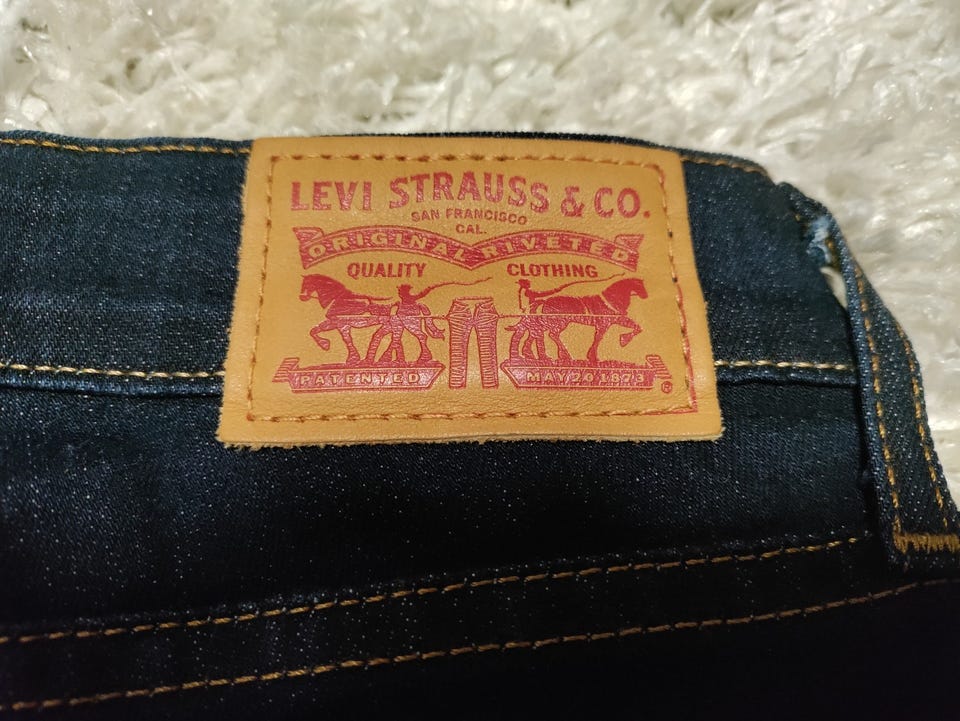 LEVI STRAUSS & CO.
SAN FRANCISCO
CAL.
ORIGINAL RIVETED
QUALITY CLOTHING
PATENTED MAY 20 1873
®